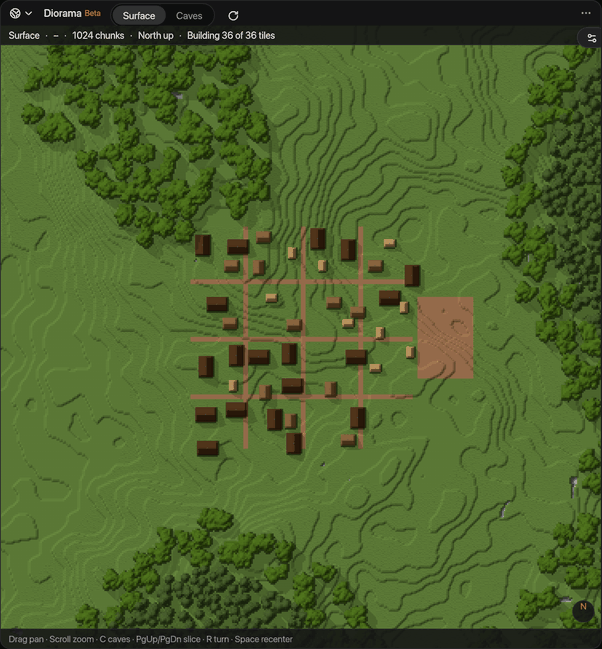 Diorama Beta Surface Caves
Surface · – · 1024 chunks · North up · Building 36 of 36 tiles
N
Drag pan · Scroll zoom · C caves · PgUp/PgDn slice · R turn · Space recenter